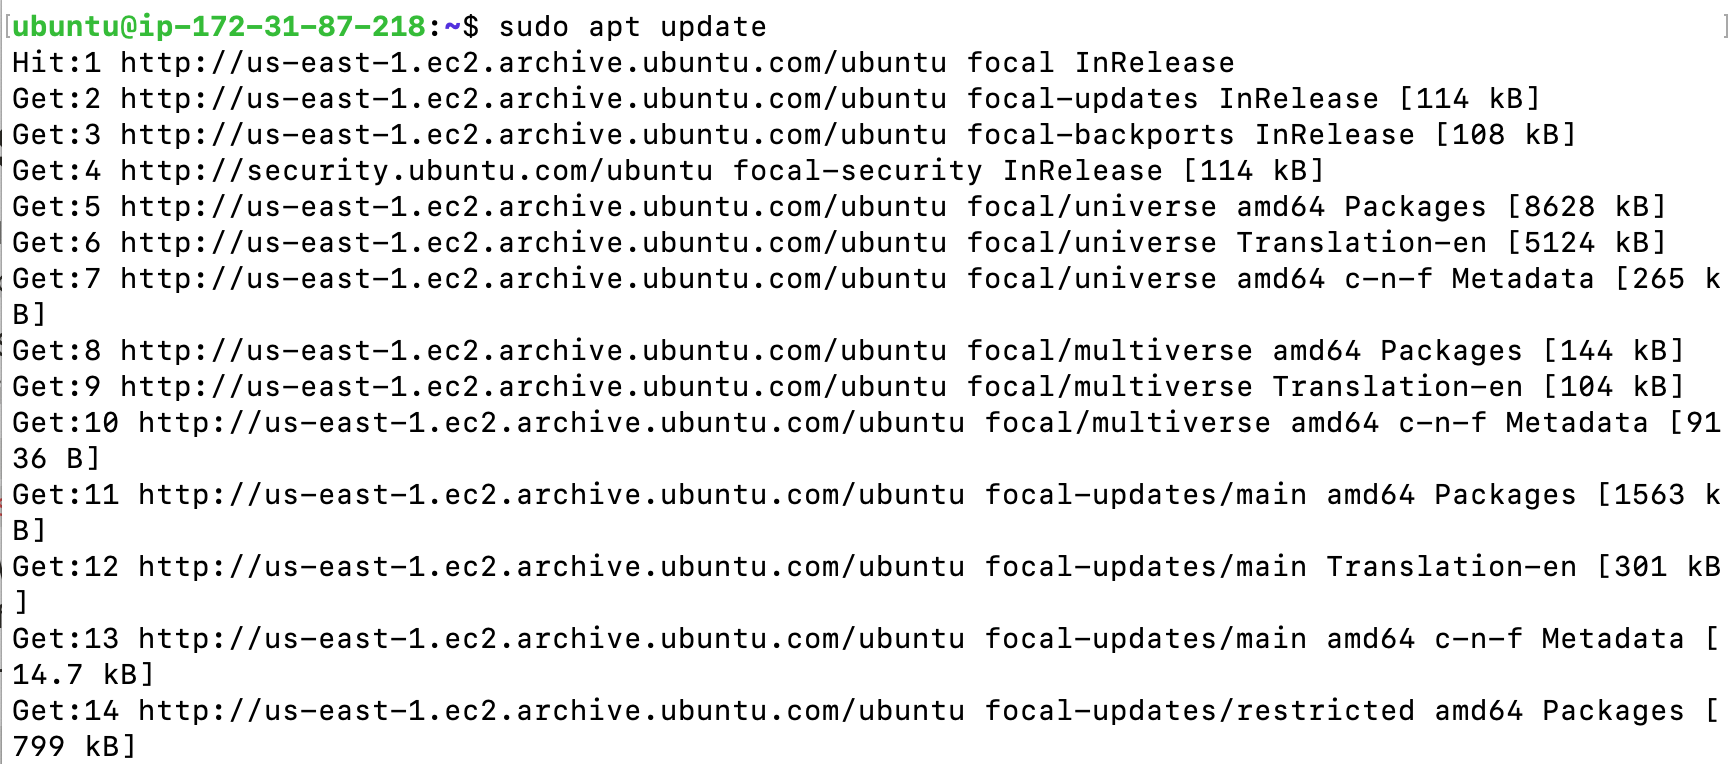 ubuntu@ip-172-31-87-218:~$ sudo apt update
Hit:1 http://us-east-1.ec2.archive.ubuntu.com/ubuntu focal InRelease
Get:2 http://us-east-1.ec2.archive.ubuntu.com/ubuntu focal-updates InRelease [114 kB]
Get:3 http://us-east-1.ec2.archive.ubuntu.com/ubuntu focal-backports InRelease [108 kB]
Get:4 http://security.ubuntu.com/ubuntu focal-security InRelease [114 kB]
Get:5 http://us-east-1.ec2.archive.ubuntu.com/ubuntu focal/universe amd64 Packages [8628 kB]
Get:6 http://us-east-1.ec2.archive.ubuntu.com/ubuntu focal/universe Translation-en [5124 kB]
Get:7 http://us-east-1.ec2.archive.ubuntu.com/ubuntu focal/universe amd64 c-n-f Metadata [265 k
B]
Get:8 http://us-east-1.ec2.archive.ubuntu.com/ubuntu focal/multiverse amd64 Packages [144 kB]
Get:9 http://us-east-1.ec2.archive.ubuntu.com/ubuntu focal/multiverse Translation-en [104 kB]
Get:10 http://us-east-1.ec2.archive.ubuntu.com/ubuntu focal/multiverse amd64 c-n-f Metadata [91
36 B]
Get:11 http://us-east-1.ec2.archive.ubuntu.com/ubuntu focal-updates/main amd64 Packages [1563 k
B]
Get:12 http://us-east-1.ec2.archive.ubuntu.com/ubuntu focal-updates/main Translation-en [301 kB
]
Get:13 http://us-east-1.ec2.archive.ubuntu.com/ubuntu focal-updates/main amd64 c-n-f Metadata [
14.7 kB]
Get:14 http://us-east-1.ec2.archive.ubuntu.com/ubuntu focal-updates/restricted amd64 Packages [
799 kB]